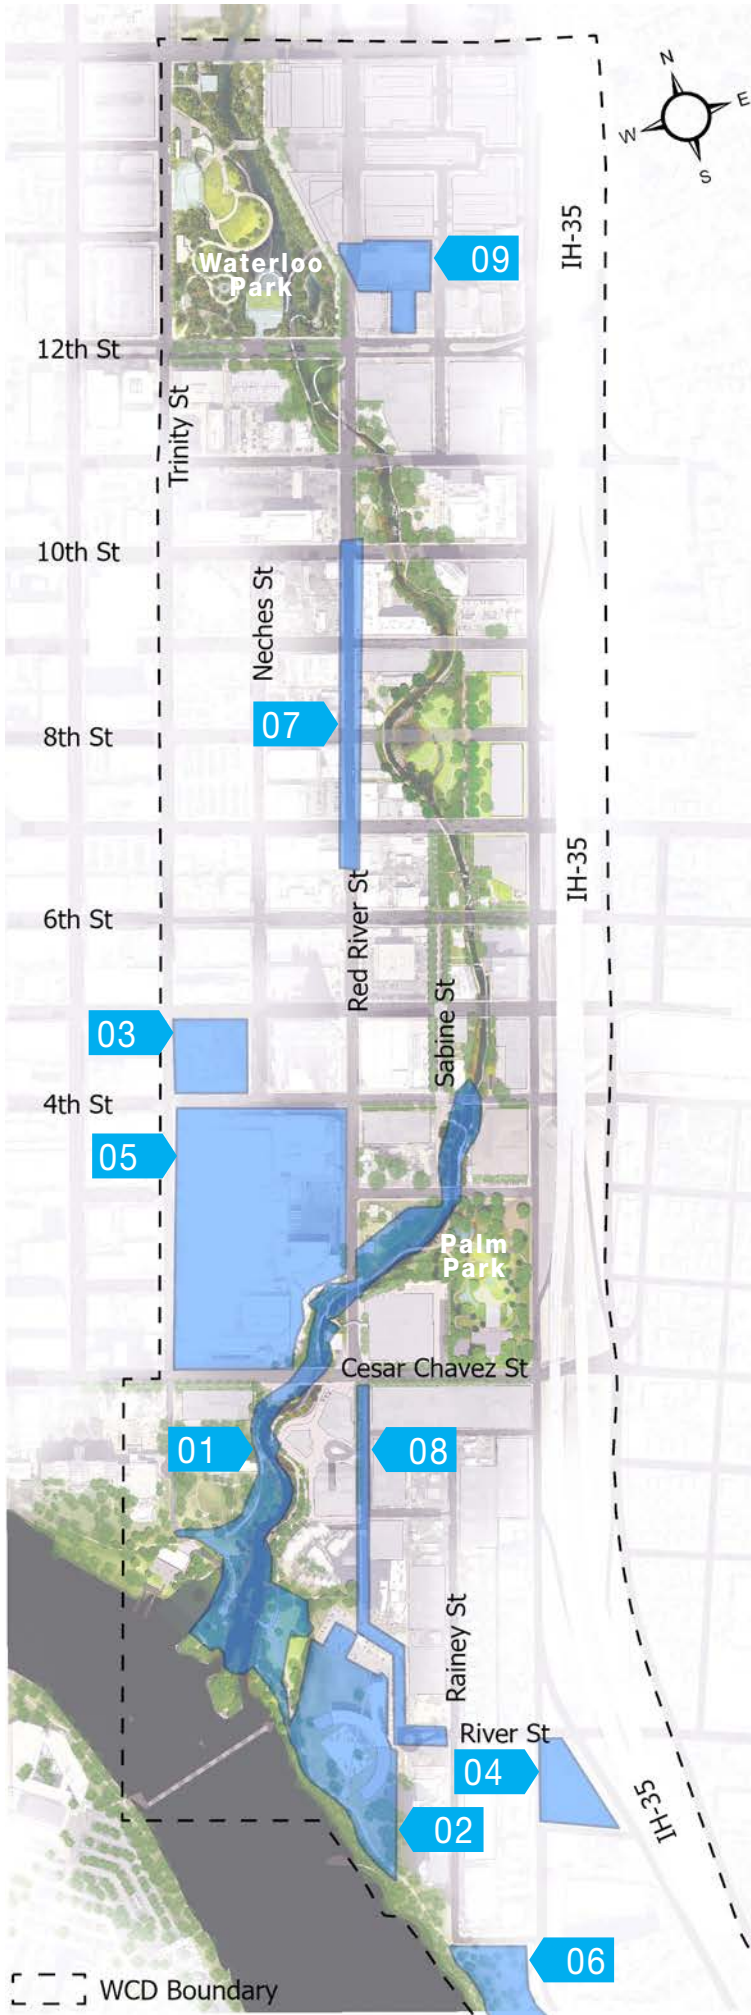 N
E
W
S
IH-35
09
Waterloo
Park
12th St
Trinity St
10th St
Neches St
07
8th St
IH-35
Red River St
6th St
Sabine St
03
4th St
05
Palm
Park
Cesar Chavez St
01
08
Rainey St
River St
04
IH-35
02
06
WCD Boundary